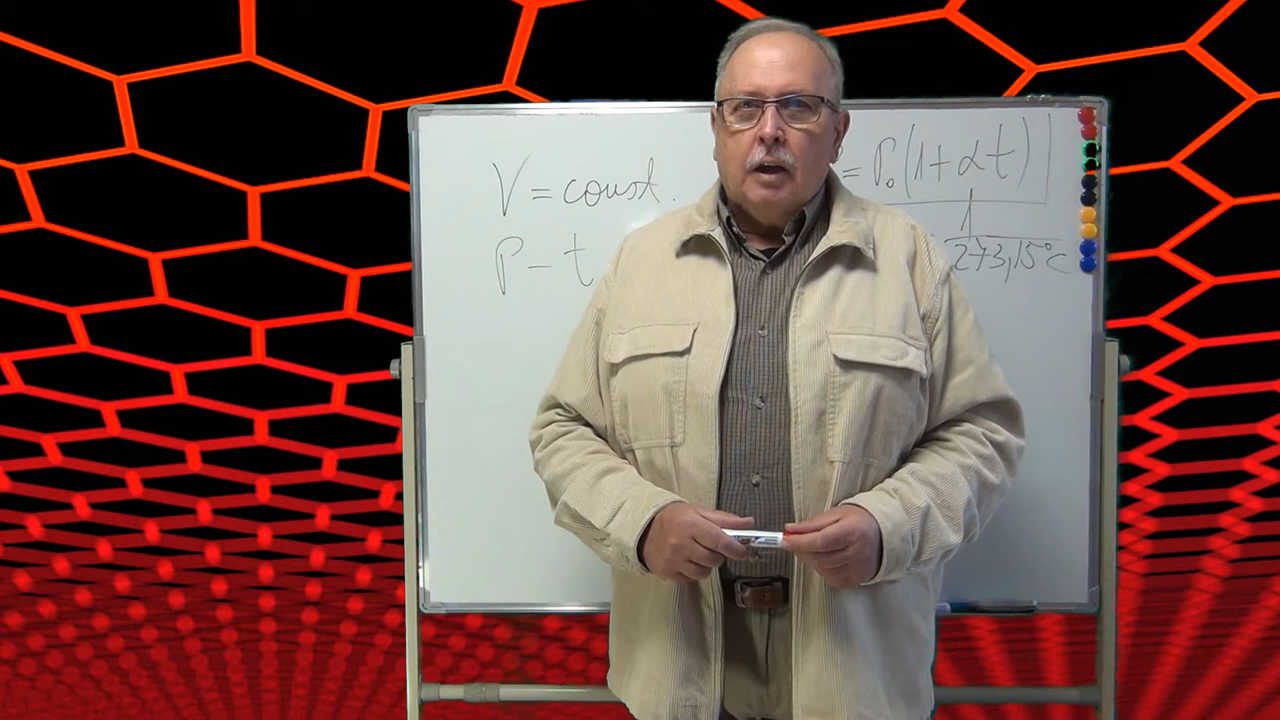 V = const.
= P₀(1+αt)
P – t
1
273,15°C